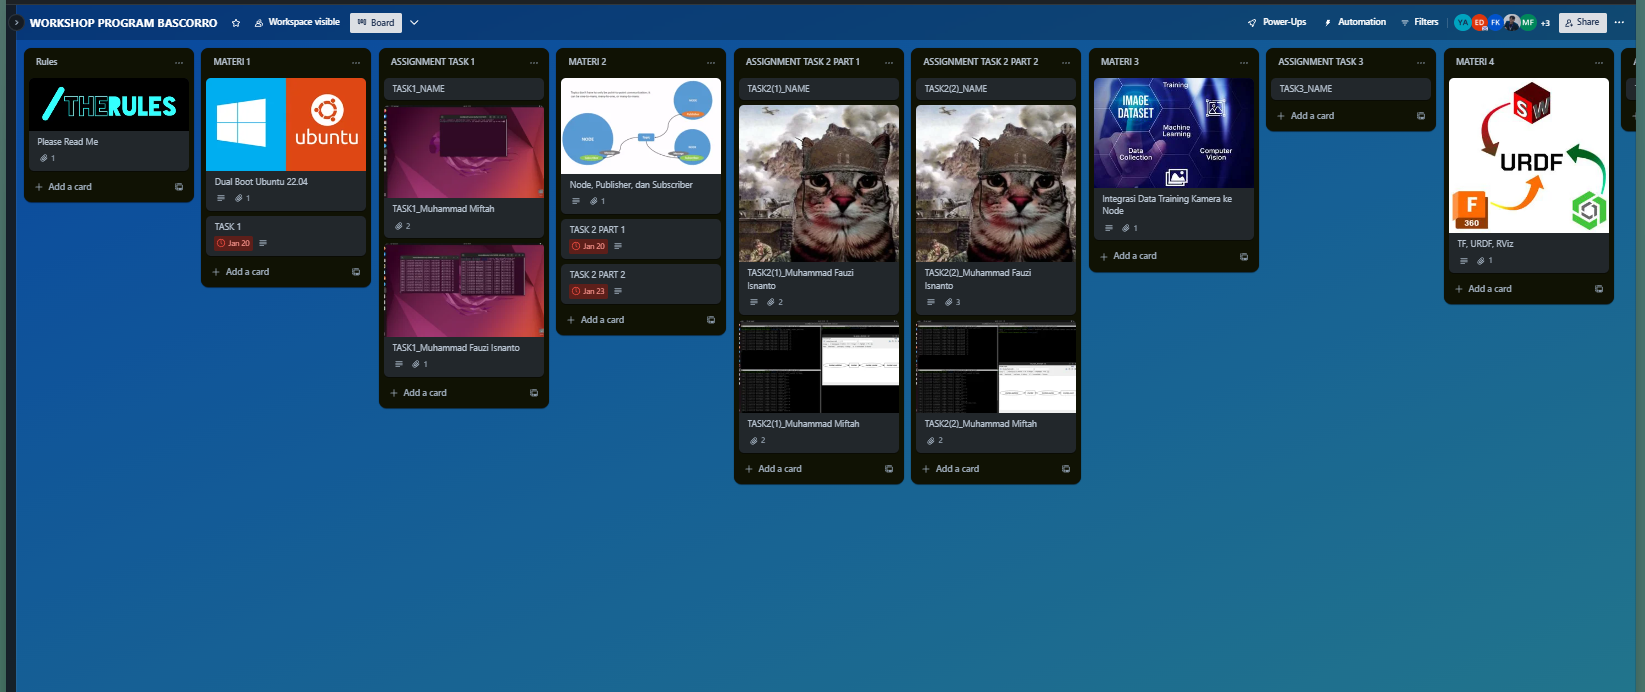 WORKSHOP PROGRAM BASCORRO
Workspace visible
Board
Power-Ups
Automation
Filters
YA
ED
FK
MF
+3
Share
Rules
THERULES
Please Read Me
1
Add a card
MATERI 1
ubuntu
Dual Boot Ubuntu 22.04
1
TASK 1
Jan 20
Add a card
ASSIGNMENT TASK 1
TASK1_NAME
TASK1_Muhammad Miftah
2
TASK1_Muhammad Fauzi Isnanto
1
Add a card
MATERI 2
Node, Publisher, dan Subscriber
1
TASK 2 PART 1
Jan 20
TASK 2 PART 2
Jan 23
Add a card
ASSIGNMENT TASK 2 PART 1
TASK2(1)_NAME
TASK2(1)_Muhammad Fauzi
Isnanto
2
TASK2(1)_Muhammad Miftah
2
Add a card
ASSIGNMENT TASK 2 PART 2
TASK2(2)_NAME
TASK2(2)_Muhammad Fauzi
Isnanto
3
TASK2(2)_Muhammad Miftah
2
Add a card
MATERI 3
Training
IMAGE
DATASET
Machine
Learning
Data
Collection
Computer
Vision
Integrasi Data Training Kamera ke
Node
1
Add a card
ASSIGNMENT TASK 3
TASK3_NAME
Add a card
MATERI 4
SW
URDF
F
360
TF, URDF, RViz
1
Add a card